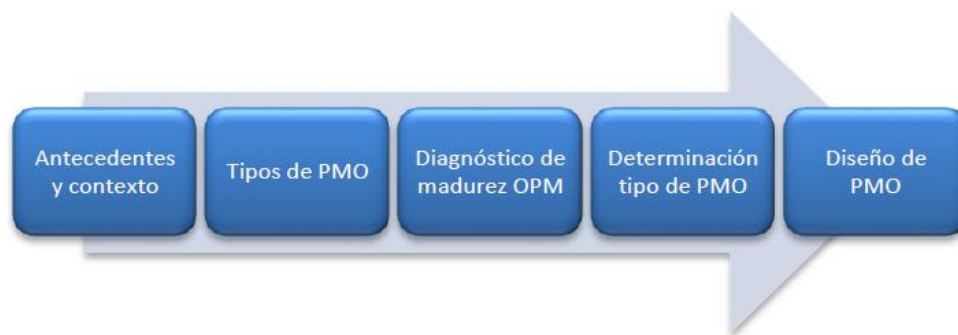 Antecedentes
y contexto
Tipos de PMO
Diagnóstico de
madurez OPM
Determinación
tipo de PMO
Diseño de
PMO